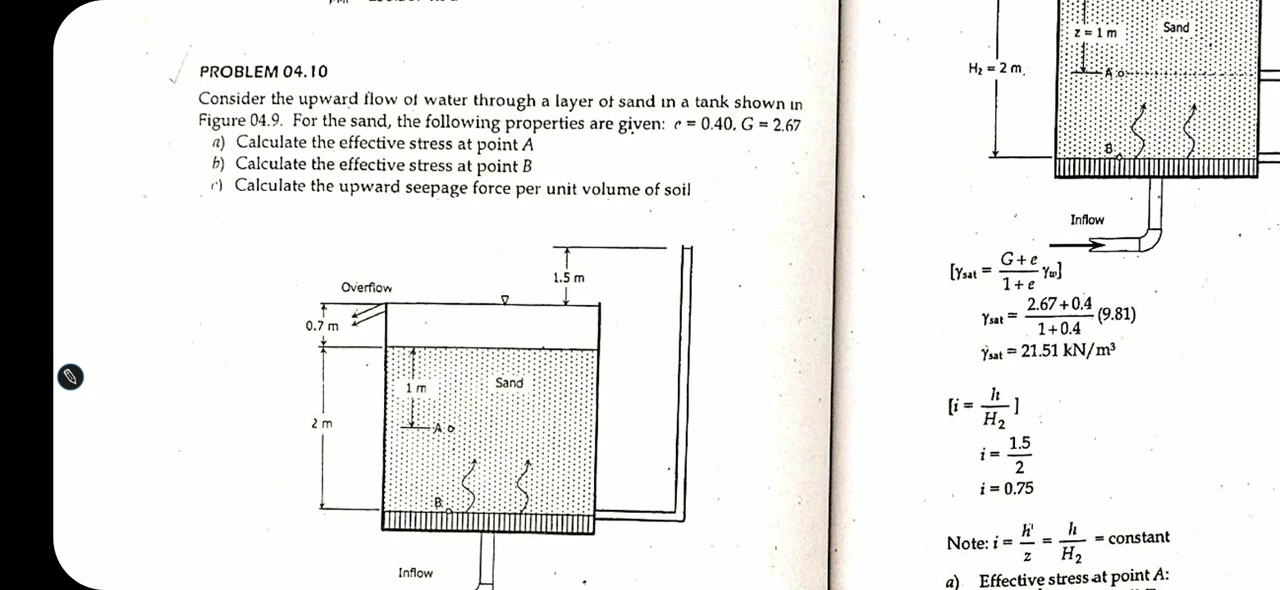 PROBLEM 04.10
Consider the upward flow of water through a layer of sand in a tank shown in
Figure 04.9. For the sand, the following properties are given: e = 0.40, G = 2.67
a) Calculate the effective stress at point A
b) Calculate the effective stress at point B
c) Calculate the upward seepage force per unit volume of soil
1.5 m
Overflow
0.7 m
1 m
Sand
2 m
A
B
Inflow
z = 1 m
Sand
H₂ = 2 m
A
B
Inflow
[γsat = G+e / 1+e γw]
γsat = 2.67+0.4 / 1+0.4 (9.81)
γsat = 21.51 kN/m³
[i = h / H₂]
i = 1.5 / 2
i = 0.75
Note: i = h' / z = h / H₂ = constant
a) Effective stress at point A: